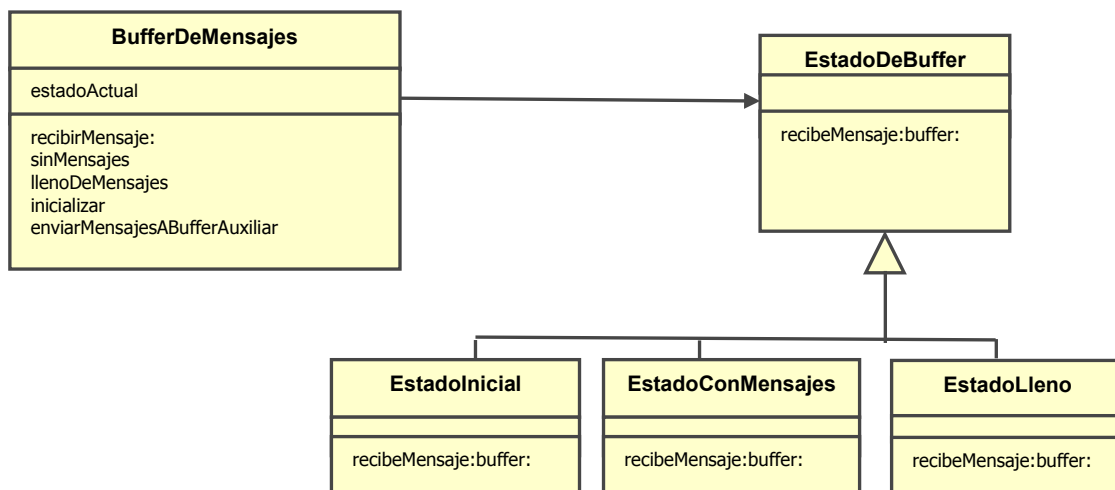 BufferDeMensajes
estadoActual
recibirMensaje:
sinMensajes
llenoDeMensajes
inicializar
enviarMensajesABufferAuxiliar
EstadoDeBuffer
recibeMensaje:buffer:
EstadoInicial
recibeMensaje:buffer:
EstadoConMensajes
recibeMensaje:buffer:
EstadoLleno
recibeMensaje:buffer: